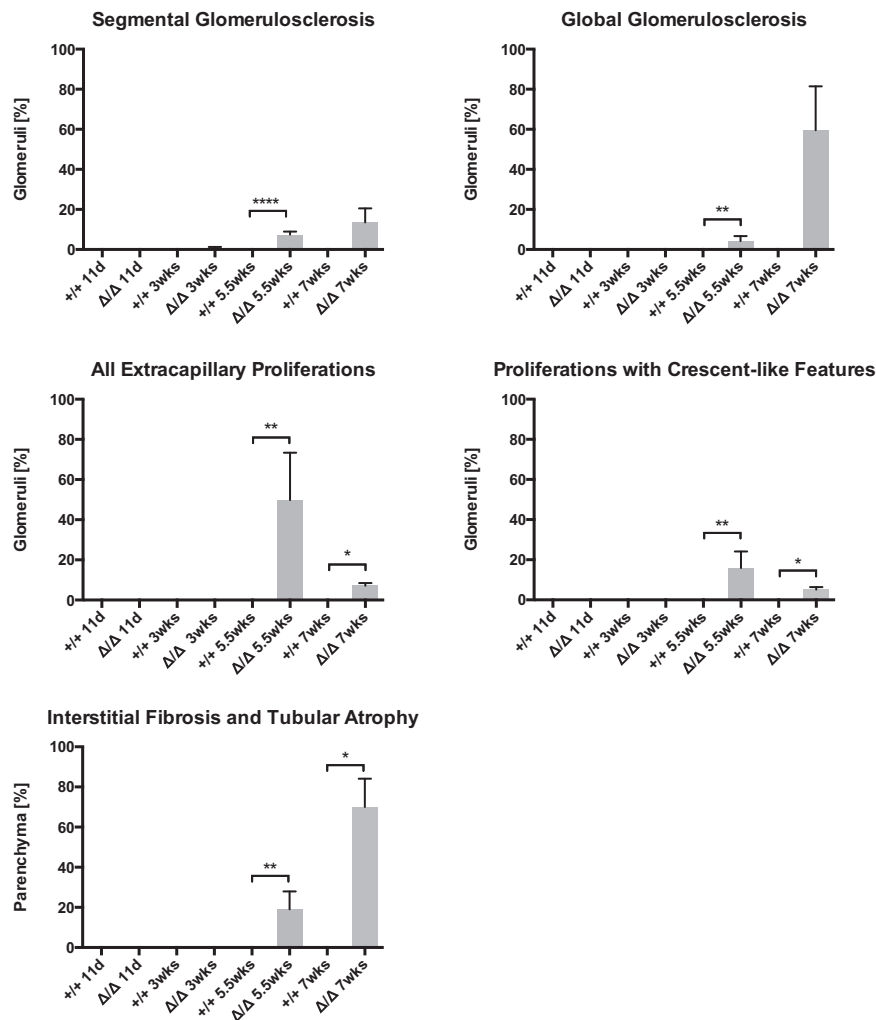 Segmental Glomerulosclerosis
Glomeruli [%]
100
80
60
40
20
0
****
+/+ 11d
Δ/Δ 11d
+/+ 3wks
Δ/Δ 3wks
+/+ 5.5wks
Δ/Δ 5.5wks
+/+ 7wks
Δ/Δ 7wks
Global Glomerulosclerosis
Glomeruli [%]
100
80
60
40
20
0
**
+/+ 11d
Δ/Δ 11d
+/+ 3wks
Δ/Δ 3wks
+/+ 5.5wks
Δ/Δ 5.5wks
+/+ 7wks
Δ/Δ 7wks
All Extracapillary Proliferations
Glomeruli [%]
100
80
60
40
20
0
**
*
+/+ 11d
Δ/Δ 11d
+/+ 3wks
Δ/Δ 3wks
+/+ 5.5wks
Δ/Δ 5.5wks
+/+ 7wks
Δ/Δ 7wks
Proliferations with Crescent-like Features
Glomeruli [%]
100
80
60
40
20
0
**
*
+/+ 11d
Δ/Δ 11d
+/+ 3wks
Δ/Δ 3wks
+/+ 5.5wks
Δ/Δ 5.5wks
+/+ 7wks
Δ/Δ 7wks
Interstitial Fibrosis and Tubular Atrophy
Parenchyma [%]
100
80
60
40
20
0
**
*
+/+ 11d
Δ/Δ 11d
+/+ 3wks
Δ/Δ 3wks
+/+ 5.5wks
Δ/Δ 5.5wks
+/+ 7wks
Δ/Δ 7wks